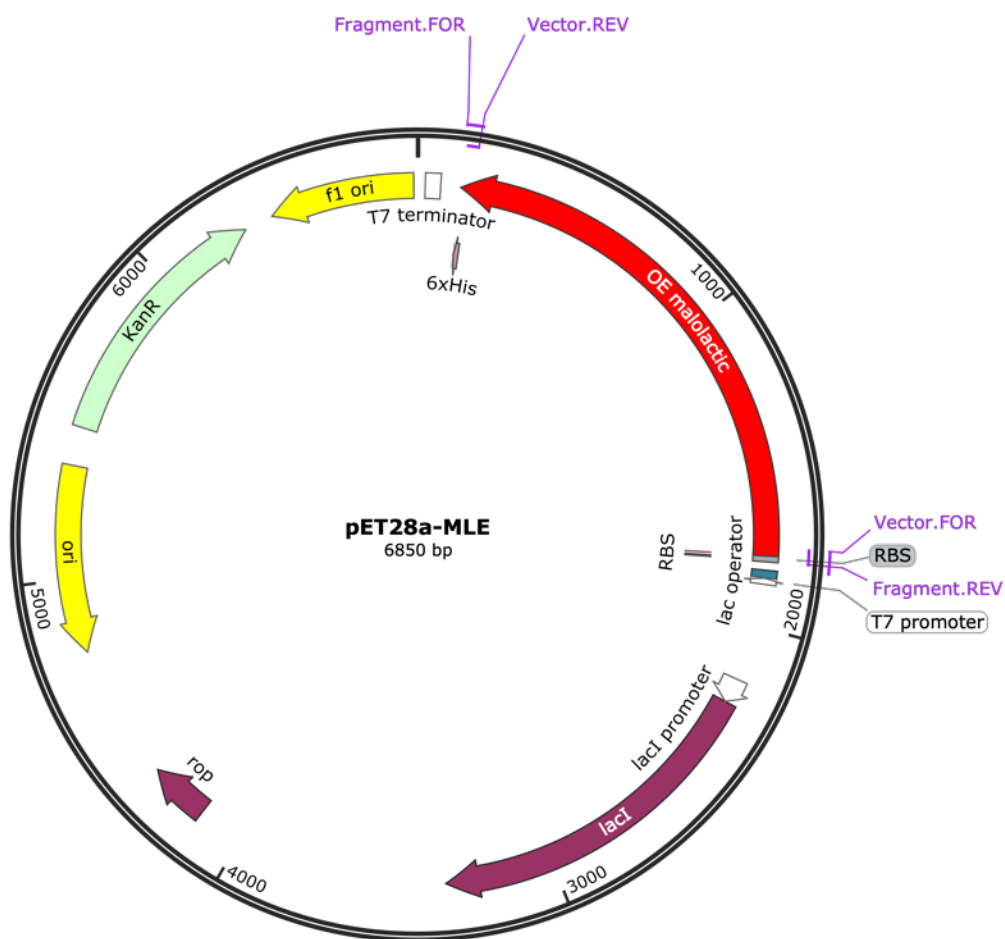 Fragment.FOR
Vector.REV
f1 ori
T7 terminator
6xHis
KanR
6000
OE malolactic
1000
pET28a-MLE
6850 bp
ori
5000
RBS
lac operator
Vector.FOR
RBS
Fragment.REV
2000
T7 promoter
lacI promoter
lacI
rop
4000
3000